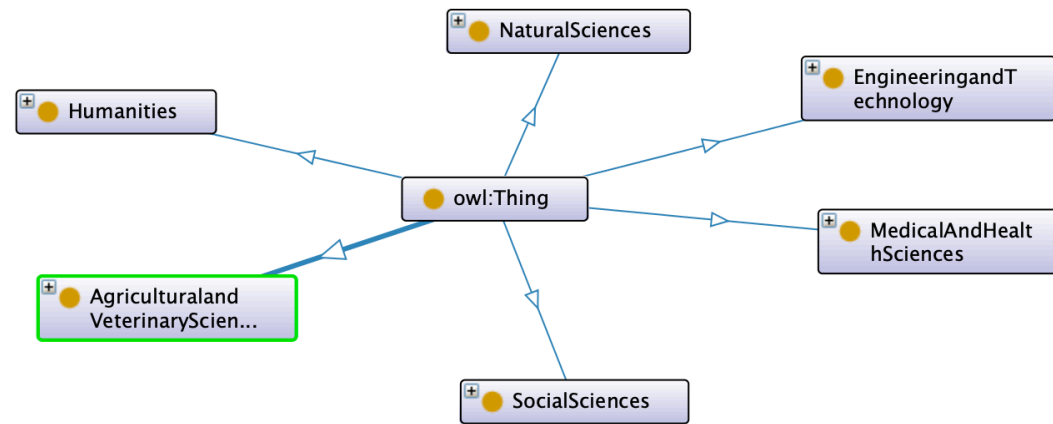 NaturalSciences
EngineeringandT
echnology
Humanities
owl:Thing
MedicalAndHealt
hSciences
Agriculturaland
VeterinaryScien...
SocialSciences